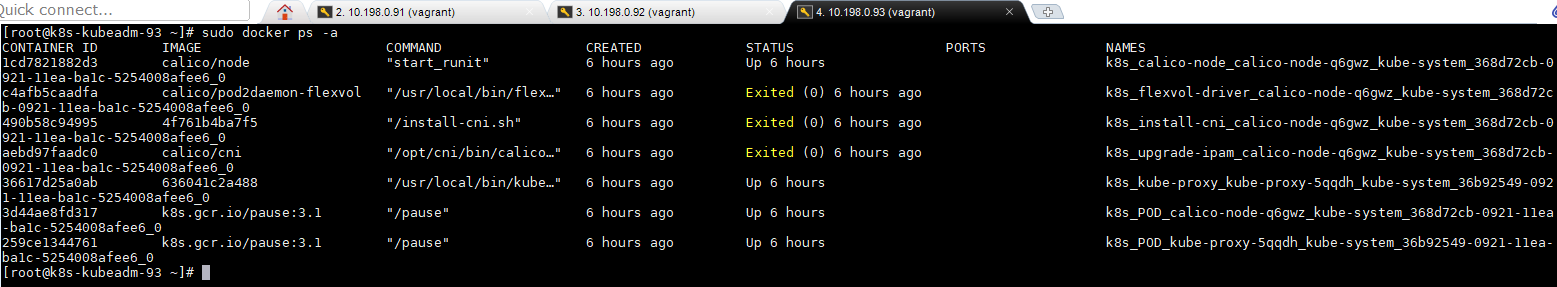 Quick connect...
2. 10.198.0.91 (vagrant)
3. 10.198.0.92 (vagrant)
4. 10.198.0.93 (vagrant)
[root@k8s-kubeadm-93 ~]# sudo docker ps -a
CONTAINER ID IMAGE COMMAND CREATED STATUS PORTS NAMES
1cd7821882d3 calico/node "start_runit" 6 hours ago Up 6 hours k8s_calico-node_calico-node-q6gwz_kube-system_368d72cb-0
921-11ea-ba1c-5254008afee6_0
c4afb5caadfa calico/pod2daemon-flexvol "/usr/local/bin/flex…" 6 hours ago Exited (0) 6 hours ago k8s_flexvol-driver_calico-node-q6gwz_kube-system_368d72c
b-0921-11ea-ba1c-5254008afee6_0
490b58c94995 4f761b4ba7f5 "/install-cni.sh" 6 hours ago Exited (0) 6 hours ago k8s_install-cni_calico-node-q6gwz_kube-system_368d72cb-0
921-11ea-ba1c-5254008afee6_0
aebd97faadc0 calico/cni "/opt/cni/bin/calico…" 6 hours ago Exited (0) 6 hours ago k8s_upgrade-ipam_calico-node-q6gwz_kube-system_368d72cb-
0921-11ea-ba1c-5254008afee6_0
36617d25a0ab 636041c2a488 "/usr/local/bin/kube…" 6 hours ago Up 6 hours k8s_kube-proxy_kube-proxy-5qqdh_kube-system_36b92549-092
1-11ea-ba1c-5254008afee6_0
3d44ae8fd317 k8s.gcr.io/pause:3.1 "/pause" 6 hours ago Up 6 hours k8s_POD_calico-node-q6gwz_kube-system_368d72cb-0921-11ea
-ba1c-5254008afee6_0
259ce1344761 k8s.gcr.io/pause:3.1 "/pause" 6 hours ago Up 6 hours k8s_POD_kube-proxy-5qqdh_kube-system_36b92549-0921-11ea-
ba1c-5254008afee6_0
[root@k8s-kubeadm-93 ~]#